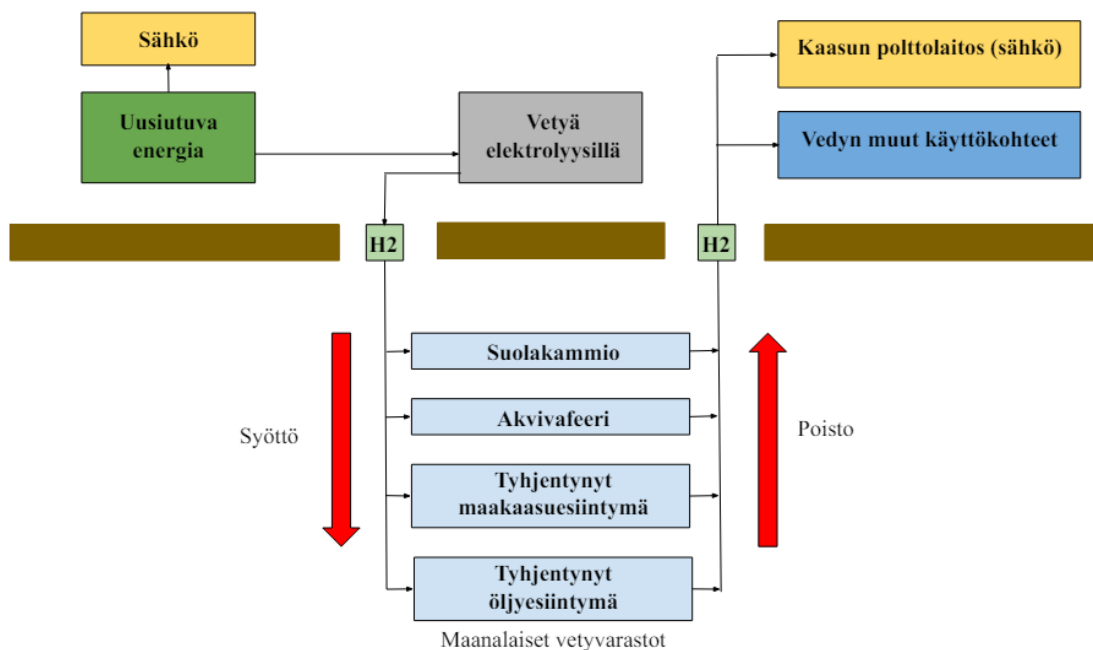 Sähkö
Kaasun polttolaitos (sähkö)
Uusiutuva
energia
Vetyä
elektrolyysillä
Vedyn muut käyttökohteet
H2
H2
Suolakammio
Akvivafeeri
Syöttö
Poisto
Tyhjentynyt
maakaasuesiintymä
Tyhjentynyt
öljyesiintymä
Maanalaiset vetyvarastot